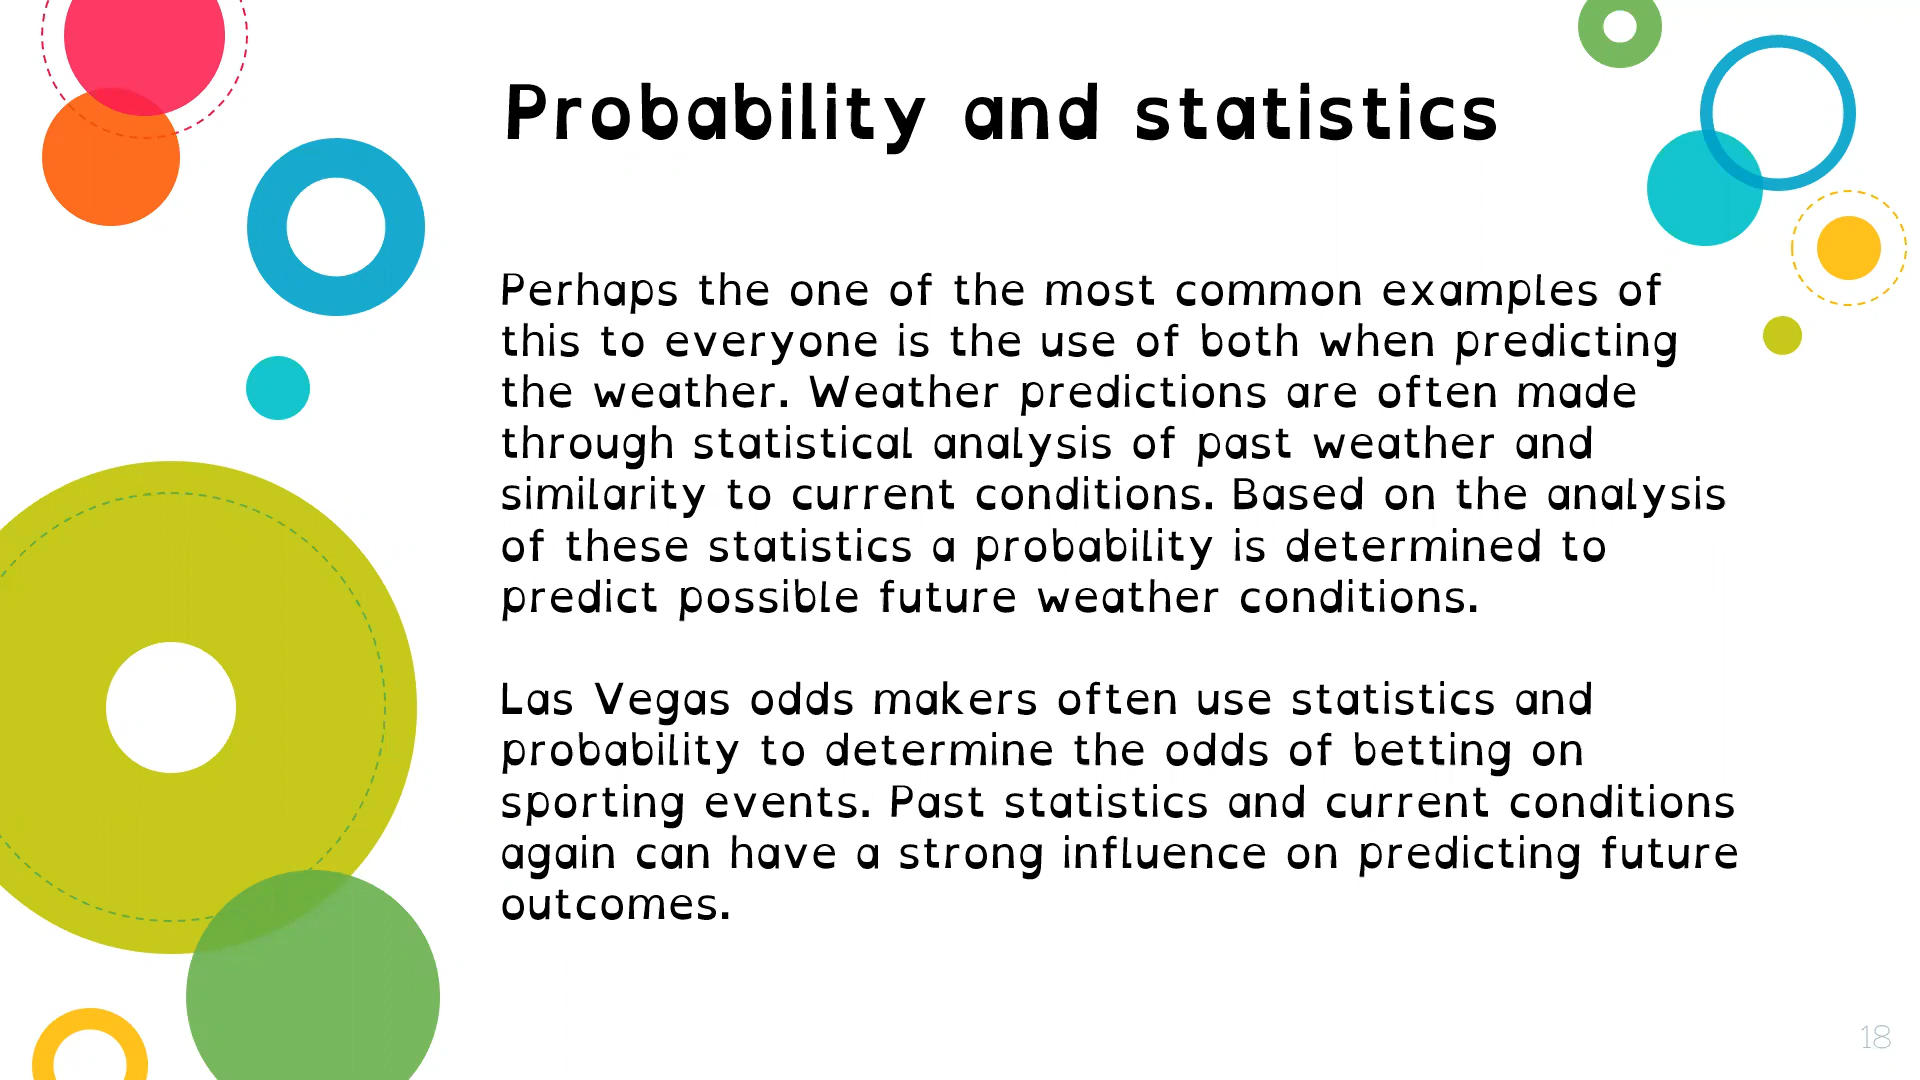 Probability and statistics
Perhaps the one of the most common examples of
this to everyone is the use of both when predicting
the weather. Weather predictions are often made
through statistical analysis of past weather and
similarity to current conditions. Based on the analysis
of these statistics a probability is determined to
predict possible future weather conditions.
Las Vegas odds makers often use statistics and
probability to determine the odds of betting on
sporting events. Past statistics and current conditions
again can have a strong influence on predicting future
outcomes.
18